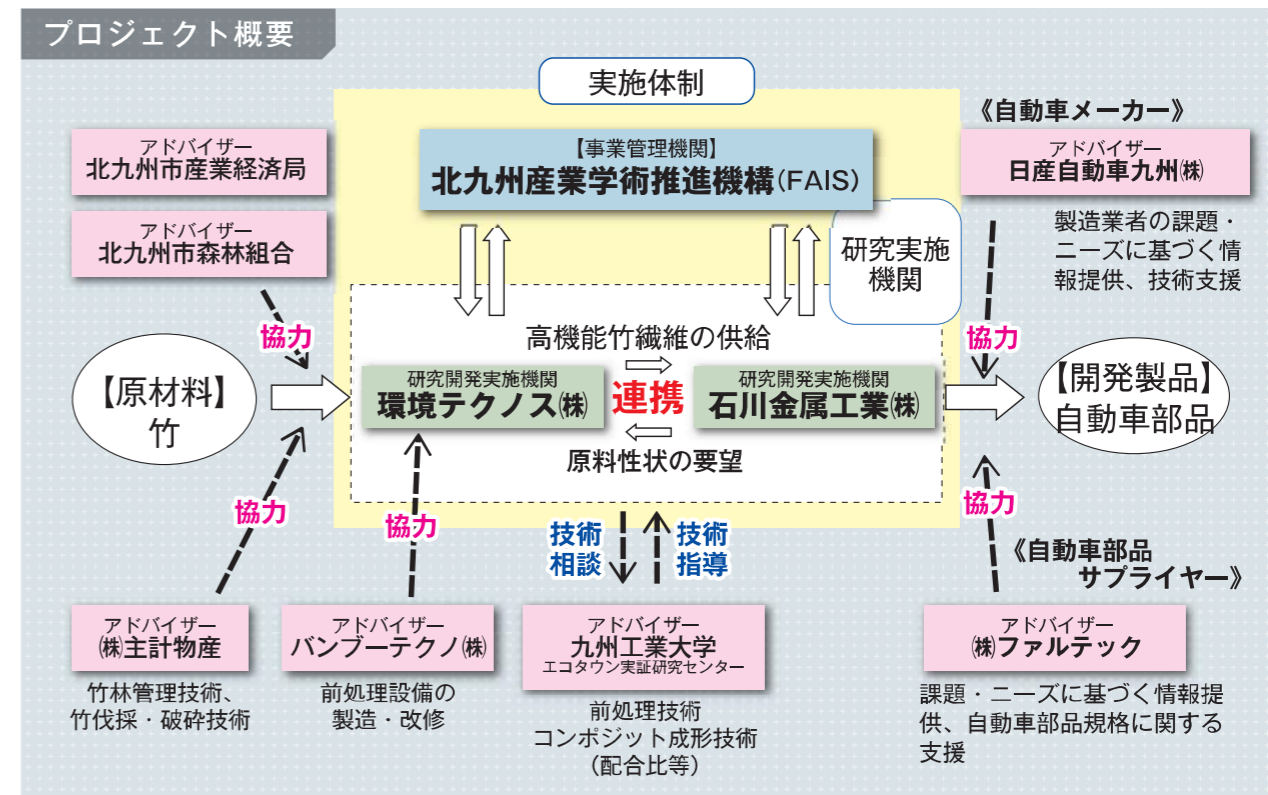 プロジェクト概要
実施体制
アドバイザー
北九州市産業経済局
アドバイザー
北九州市森林組合
【事業管理機関】
北九州産業学術推進機構(FAIS)
研究実施
機関
《自動車メーカー》
アドバイザー
日産自動車九州㈱
製造業者の課題・
ニーズに基づく情
報提供、技術支援
協力
協力
【原材料】
竹
高機能竹繊維の供給
研究開発実施機関
環境テクノス㈱
連携
研究開発実施機関
石川金属工業㈱
原料性状の要望
【開発製品】
自動車部品
協力
協力
技術
相談
技術
指導
協力
《自動車部品
サプライヤー》
アドバイザー
㈱主計物産
竹林管理技術、
竹伐採・破砕技術
アドバイザー
バンブーテクノ㈱
前処理設備の
製造・改修
アドバイザー
九州工業大学
エコタウン実証研究センター
前処理技術
コンポジット成形技術
（配合比等）
アドバイザー
㈱ファルテック
課題・ニーズに基づく情報提
供、自動車部品規格に関する
支援